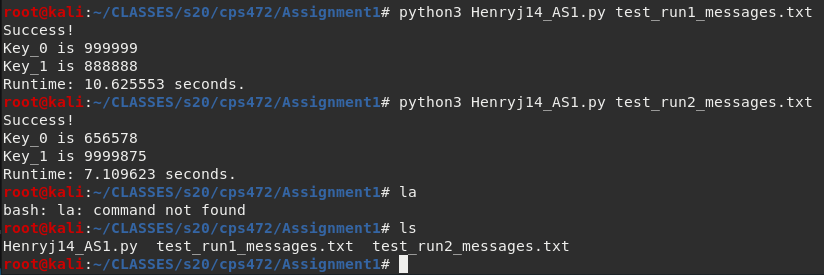 root@kali:~/CLASSES/s20/cps472/Assignment1# python3 Henryj14_AS1.py test_run1_messages.txt
Success!
Key_0 is 999999
Key_1 is 888888
Runtime: 10.625553 seconds.
root@kali:~/CLASSES/s20/cps472/Assignment1# python3 Henryj14_AS1.py test_run2_messages.txt
Success!
Key_0 is 656578
Key_1 is 9999875
Runtime: 7.109623 seconds.
root@kali:~/CLASSES/s20/cps472/Assignment1# la
bash: la: command not found
root@kali:~/CLASSES/s20/cps472/Assignment1# ls
Henryj14_AS1.py  test_run1_messages.txt  test_run2_messages.txt
root@kali:~/CLASSES/s20/cps472/Assignment1#